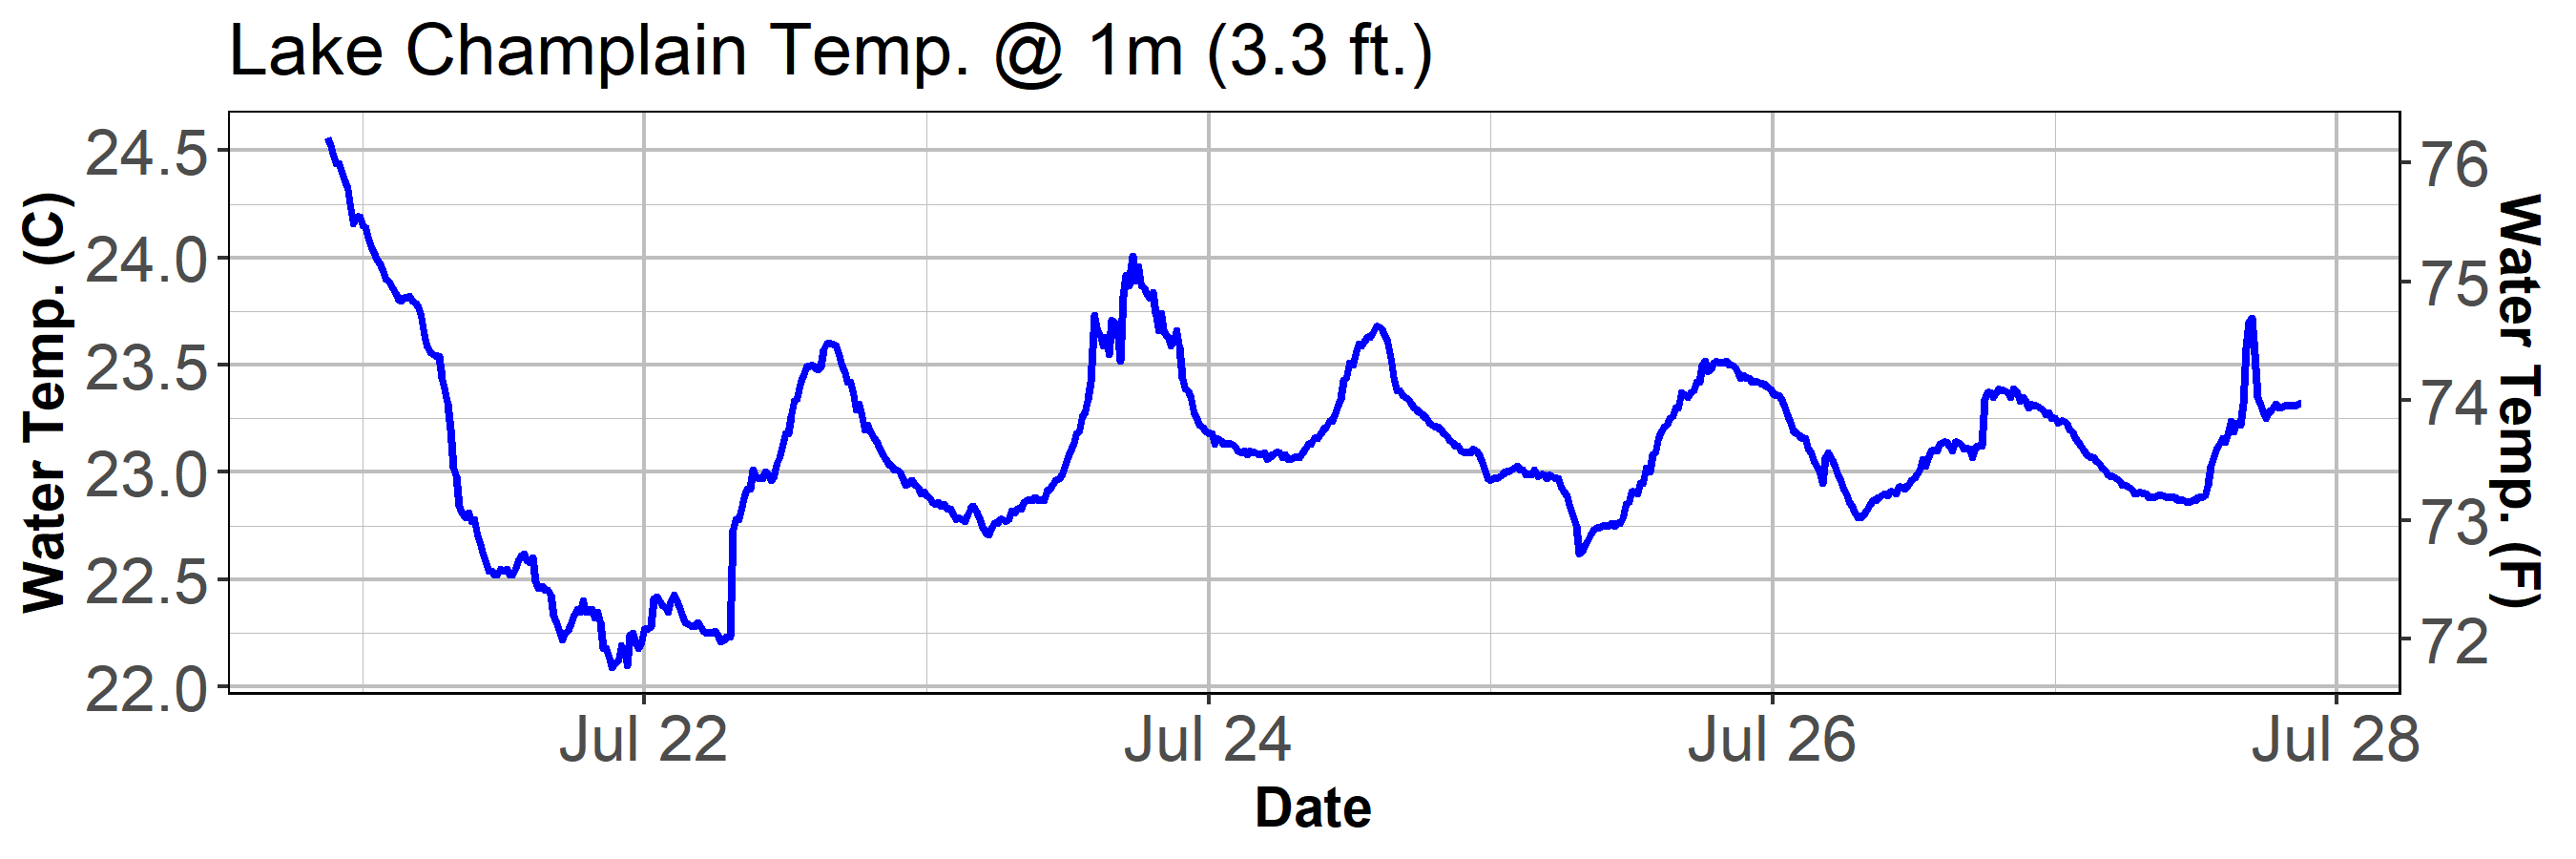 Lake Champlain Temp. @ 1m (3.3 ft.)
Water Temp. (C)
24.5
24.0
23.5
23.0
22.5
22.0
76
75
74
73
72
Water Temp. (F)
Jul 22 Jul 24 Jul 26 Jul 28
Date